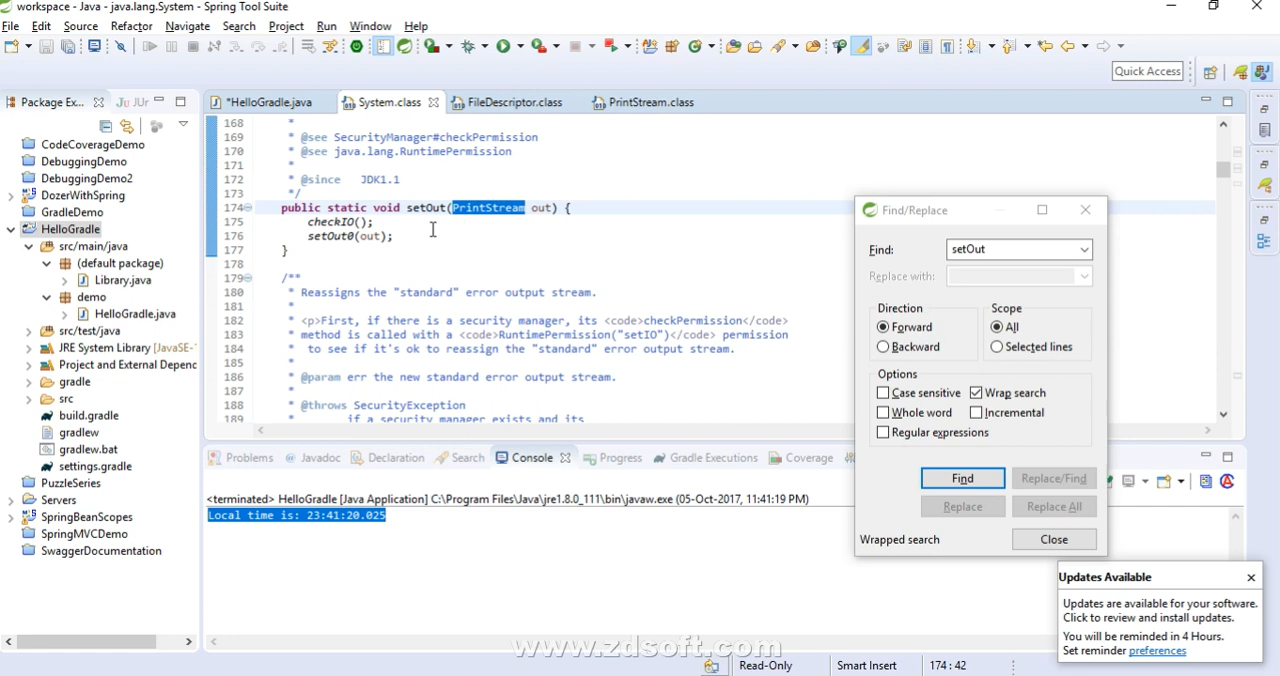 workspace - Java - java.lang.System - Spring Tool Suite
File Edit Source Refactor Navigate Search Project Run Window Help
Quick Access
Package Ex... Ju JUr
CodeCoverageDemo
DebuggingDemo
DebuggingDemo2
DozerWithSpring
GradleDemo
HelloGradle
src/main/java
(default package)
Library.java
demo
HelloGradle.java
src/test/java
JRE System Library [JavaSE-1
Project and External Depenc
gradle
src
build.gradle
gradlew
gradlew.bat
settings.gradle
PuzzleSeries
Servers
SpringBeanScopes
SpringMVCDemo
SwaggerDocumentation
*HelloGradle.java System.class FileDescriptor.class PrintStream.class
168 *
169 * @see SecurityManager#checkPermission
170 * @see java.lang.RuntimePermission
171 *
172 * @since JDK1.1
173 */
174 public static void setOut(PrintStream out) {
175 checkIO();
176 setOut0(out);
177 }
178
179 /**
180 * Reassigns the "standard" error output stream.
181 *
182 * <p>First, if there is a security manager, its <code>checkPermission</code>
183 * method is called with a <code>RuntimePermission("setIO")</code> permission
184 * to see if it's ok to reassign the "standard" error output stream.
185 *
186 * @param err the new standard error output stream.
187 *
188 * @throws SecurityException
189 * if a security manager exists and its
Problems Javadoc Declaration Search Console Progress Gradle Executions Coverage
<terminated> HelloGradle [Java Application] C:\Program Files\Java\jre1.8.0_111\bin\javaw.exe (05-Oct-2017, 11:41:19 PM)
Local time is: 23:41:20.025
Find/Replace
Find: setOut
Replace with:
Direction
Forward
Backward
Scope
All
Selected lines
Options
Case sensitive Wrap search
Whole word Incremental
Regular expressions
Find Replace/Find
Replace Replace All
Wrapped search Close
Updates Available
Updates are available for your software.
Click to review and install updates.
You will be reminded in 4 Hours.
Set reminder preferences
www.zdsoft.com
Read-Only Smart Insert 174 : 42